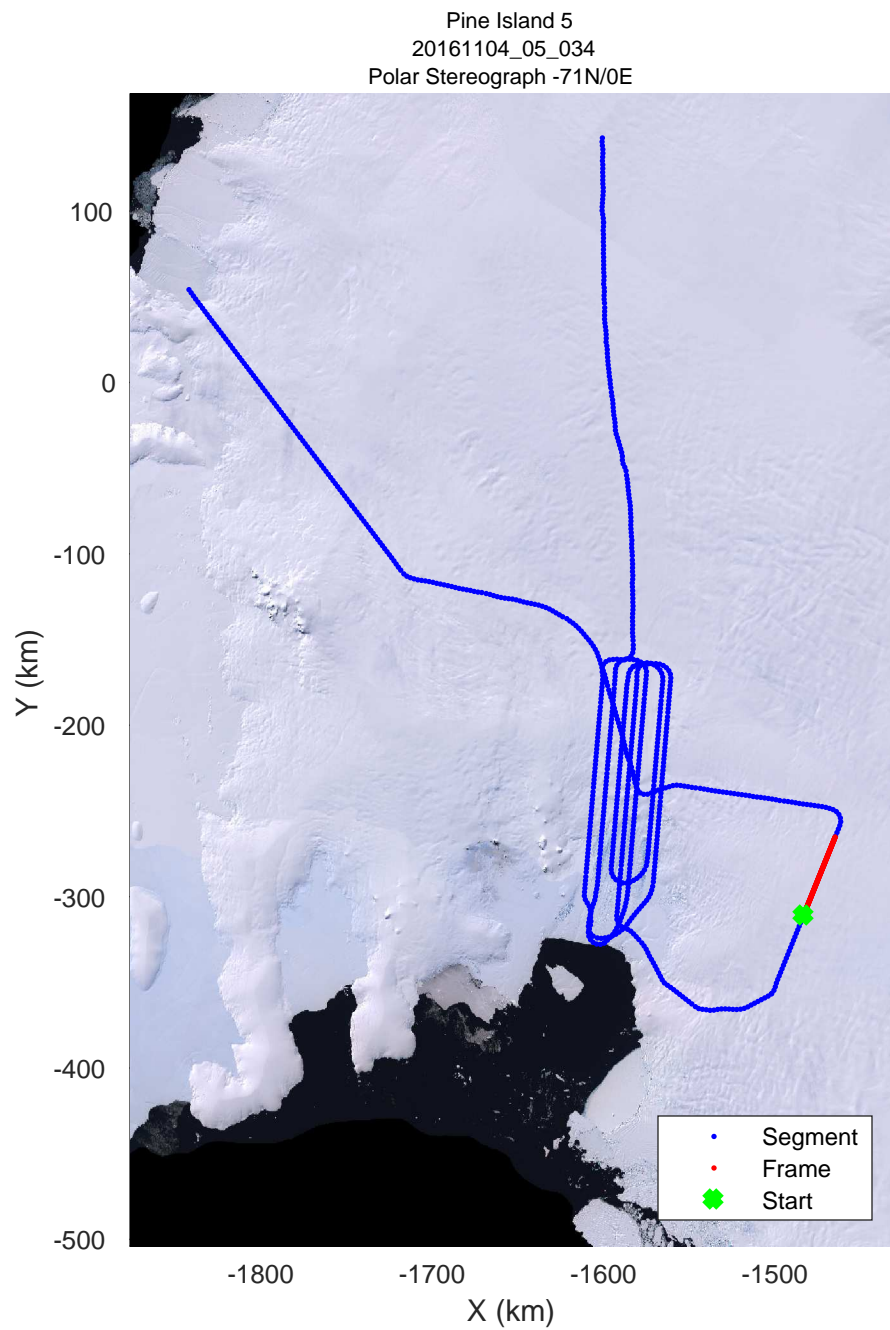 Pine Island 5
20161104_05_034
Polar Stereograph -71N/0E
100
0
-100
-200
-300
-400
-500
Y (km)
-1800
-1700
-1600
-1500
X (km)
Segment
Frame
Start